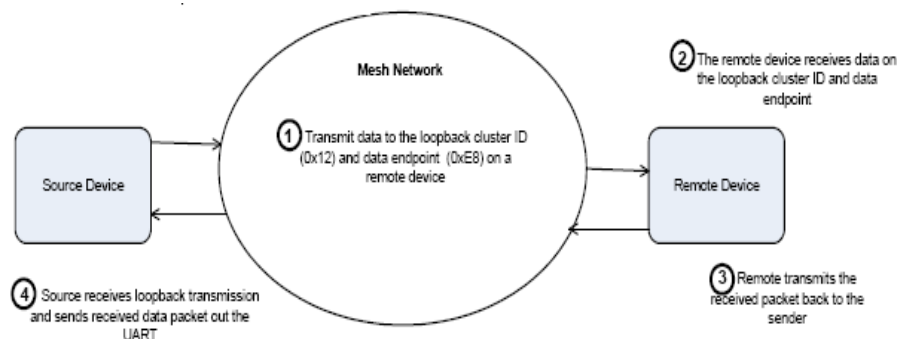 Mesh Network
② The remote device receives data on
the loopback cluster ID and data
endpoint
① Transmit data to the loopback cluster ID
(0x12) and data endpoint (0xE8) on a
remote device
Source Device
Remote Device
④ Source receives loopback transmission
and sends received data packet out the
UART
③ Remote transmits the
received packet back to the
sender